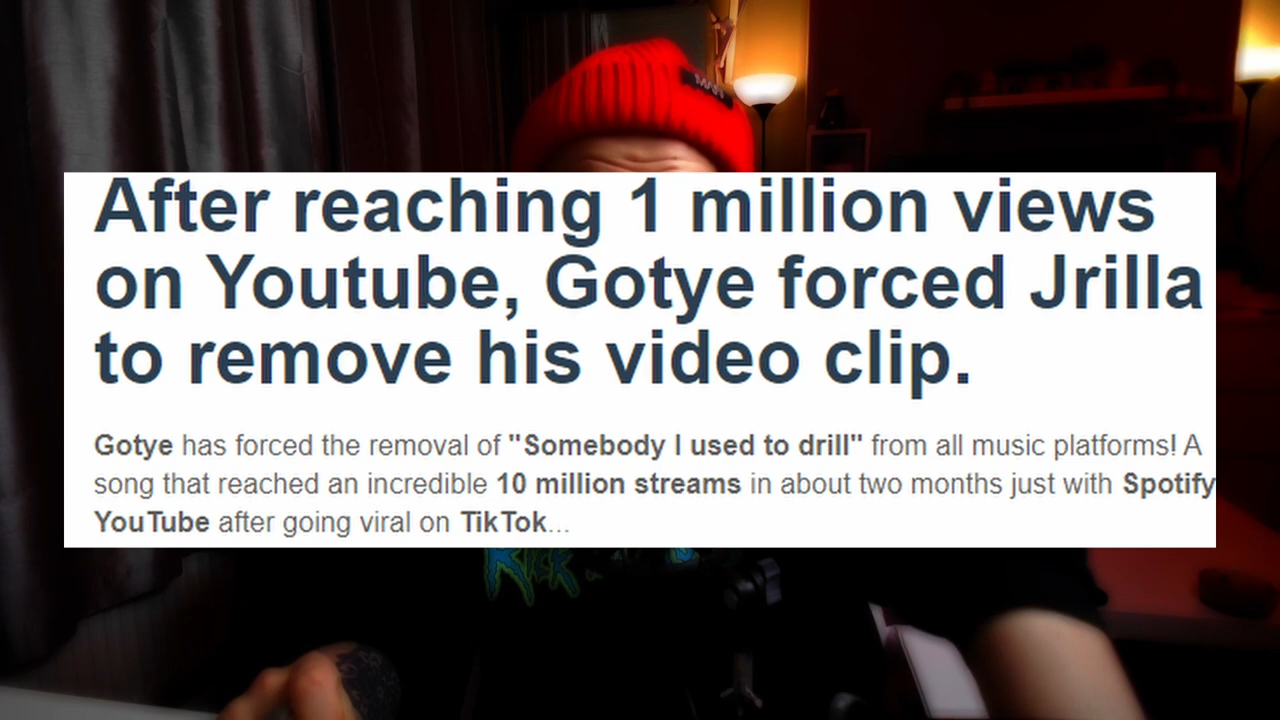 After reaching 1 million views
on Youtube, Gotye forced Jrilla
to remove his video clip.
Gotye has forced the removal of "Somebody I used to drill" from all music platforms! A
song that reached an incredible 10 million streams in about two months just with Spotify
YouTube after going viral on TikTok...